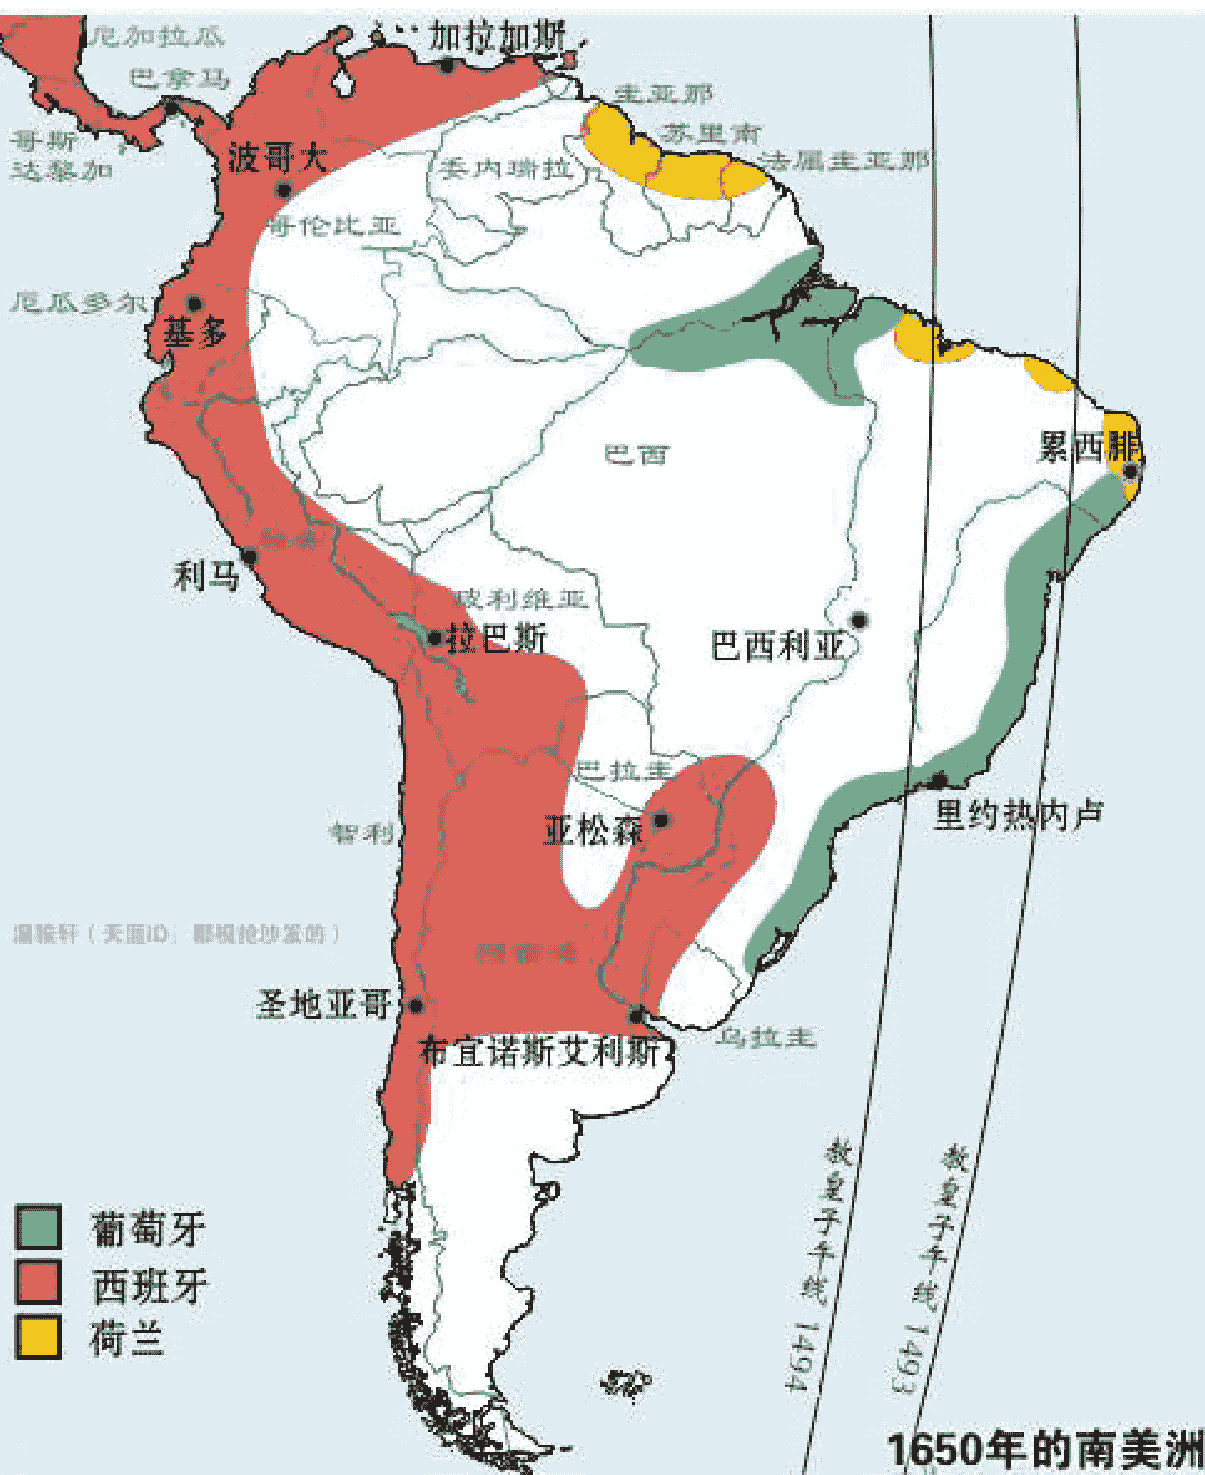 尼加拉瓜
加拉加斯
巴拿马
圭亚那
哥斯
达黎加
苏里南
波哥大
委内瑞拉
法属圭亚那
哥伦比亚
厄瓜多尔
基多
巴西
累西腓
利马
玻利维亚
拉巴斯
巴西利亚
巴拉圭
里约热内卢
智利
亚松森
圣地亚哥
乌拉圭
布宜诺斯艾利斯
教皇子午线 1494
教皇子午线 1493
葡萄牙
西班牙
荷兰
1650年的南美洲